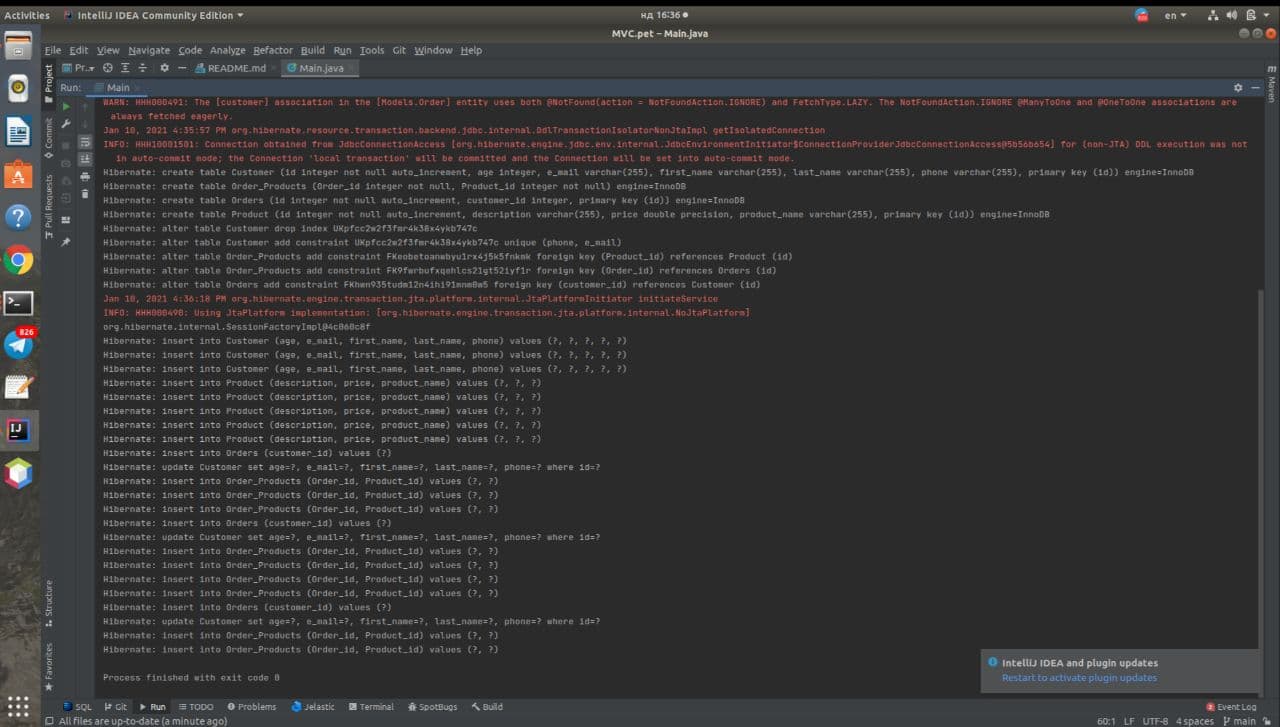 Activities IntelliJ IDEA Community Edition нд 16:36 en
MVC.pet – Main.java
File Edit View Navigate Code Analyze Refactor Build Run Tools Git Window Help
Pr.. README.md Main.java
Run: Main
WARN: HHH000491: The [customer] association in the [Models.Order] entity uses both @NotFound(action = NotFoundAction.IGNORE) and FetchType.LAZY. The NotFoundAction.IGNORE @ManyToOne and @OneToOne associations are
always fetched eagerly.
Jan 10, 2021 4:35:57 PM org.hibernate.resource.transaction.backend.jdbc.internal.DdlTransactionIsolatorNonJtaImpl getIsolatedConnection
INFO: HHH10001501: Connection obtained from JdbcConnectionAccess [org.hibernate.engine.jdbc.env.internal.JdbcEnvironmentInitiator$ConnectionProviderJdbcConnectionAccess@5b56b654] for (non-JTA) DDL execution was not
in auto-commit mode; the Connection 'local transaction' will be committed and the Connection will be set into auto-commit mode.
Hibernate: create table Customer (id integer not null auto_increment, age integer, e_mail varchar(255), first_name varchar(255), last_name varchar(255), phone varchar(255), primary key (id)) engine=InnoDB
Hibernate: create table Order_Products (Order_id integer not null, Product_id integer not null) engine=InnoDB
Hibernate: create table Orders (id integer not null auto_increment, customer_id integer, primary key (id)) engine=InnoDB
Hibernate: create table Product (id integer not null auto_increment, description varchar(255), price double precision, product_name varchar(255), primary key (id)) engine=InnoDB
Hibernate: alter table Customer drop index UKpfcc2w2f3fmr4k38x4ykb747c
Hibernate: alter table Customer add constraint UKpfcc2w2f3fmr4k38x4ykb747c unique (phone, e_mail)
Hibernate: alter table Order_Products add constraint FKeobetoanwbyu1rx4j5k5fnkmk foreign key (Product_id) references Product (id)
Hibernate: alter table Order_Products add constraint FK9fwrbufxqehlcs21gt52iyf1r foreign key (Order_id) references Orders (id)
Hibernate: alter table Orders add constraint FKhmn935tudm12n4ihi91mnm0w5 foreign key (customer_id) references Customer (id)
Jan 10, 2021 4:36:18 PM org.hibernate.engine.transaction.jta.platform.internal.JtaPlatformInitiator initiateService
INFO: HHH000490: Using JtaPlatform implementation: [org.hibernate.engine.transaction.jta.platform.internal.NoJtaPlatform]
org.hibernate.internal.SessionFactoryImpl@4c060c8f
Hibernate: insert into Customer (age, e_mail, first_name, last_name, phone) values (?, ?, ?, ?, ?)
Hibernate: insert into Customer (age, e_mail, first_name, last_name, phone) values (?, ?, ?, ?, ?)
Hibernate: insert into Customer (age, e_mail, first_name, last_name, phone) values (?, ?, ?, ?, ?)
Hibernate: insert into Product (description, price, product_name) values (?, ?, ?)
Hibernate: insert into Product (description, price, product_name) values (?, ?, ?)
Hibernate: insert into Product (description, price, product_name) values (?, ?, ?)
Hibernate: insert into Product (description, price, product_name) values (?, ?, ?)
Hibernate: insert into Product (description, price, product_name) values (?, ?, ?)
Hibernate: insert into Orders (customer_id) values (?)
Hibernate: update Customer set age=?, e_mail=?, first_name=?, last_name=?, phone=? where id=?
Hibernate: insert into Order_Products (Order_id, Product_id) values (?, ?)
Hibernate: insert into Order_Products (Order_id, Product_id) values (?, ?)
Hibernate: insert into Order_Products (Order_id, Product_id) values (?, ?)
Hibernate: insert into Orders (customer_id) values (?)
Hibernate: update Customer set age=?, e_mail=?, first_name=?, last_name=?, phone=? where id=?
Hibernate: insert into Order_Products (Order_id, Product_id) values (?, ?)
Hibernate: insert into Order_Products (Order_id, Product_id) values (?, ?)
Hibernate: insert into Order_Products (Order_id, Product_id) values (?, ?)
Hibernate: insert into Order_Products (Order_id, Product_id) values (?, ?)
Hibernate: insert into Orders (customer_id) values (?)
Hibernate: update Customer set age=?, e_mail=?, first_name=?, last_name=?, phone=? where id=?
Hibernate: insert into Order_Products (Order_id, Product_id) values (?, ?)
Hibernate: insert into Order_Products (Order_id, Product_id) values (?, ?)
Process finished with exit code 0
IntelliJ IDEA and plugin updates
Restart to activate plugin updates
Project
Commit
Pull Requests
Structure
Favorites
Maven
826
SQL Git Run TODO Problems Jelastic Terminal SpotBugs Build 2 Event Log
All files are up-to-date (a minute ago) 60:1 LF UTF-8 4 spaces main